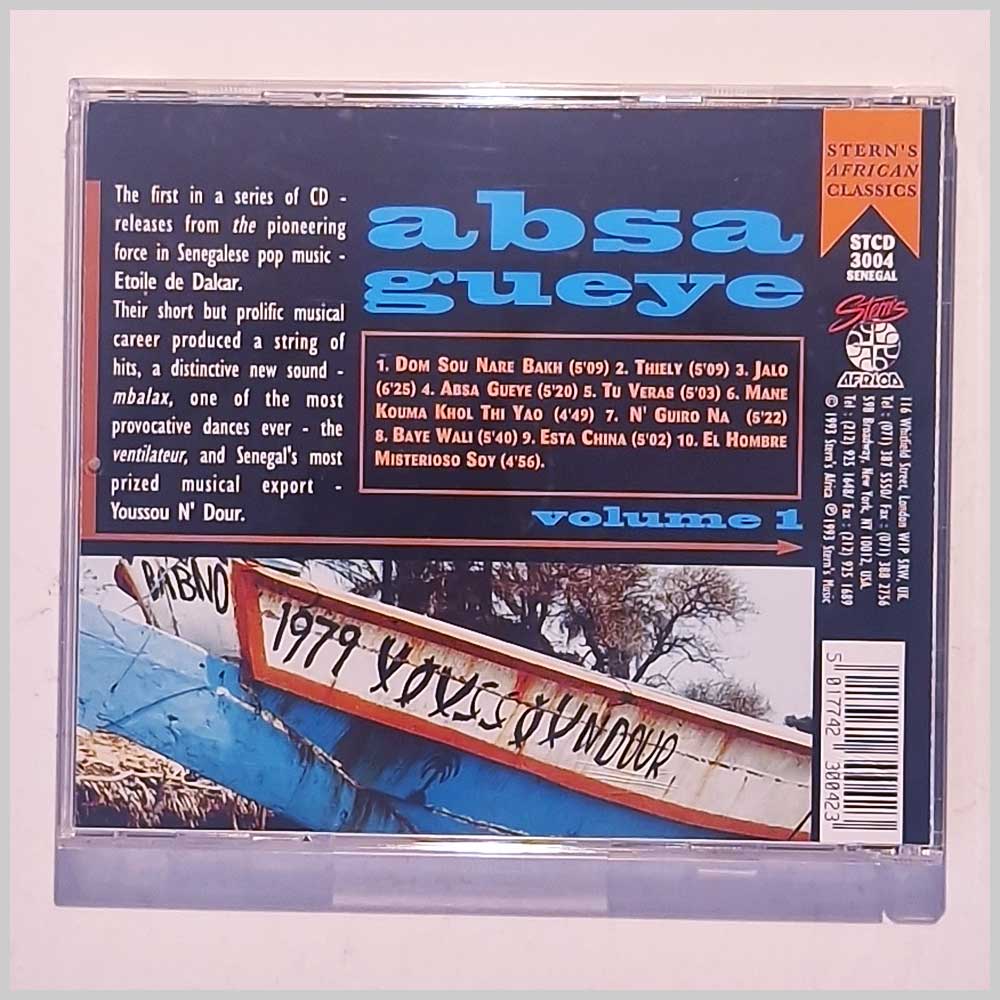 The first in a series of CD -
releases from the pioneering
force in Senegalese pop music -
Etoile de Dakar.
Their short but prolific musical
career produced a string of
hits, a distinctive new sound -
mbalax, one of the most
provocative dances ever - the
ventilateur, and Senegal's most
prized musical export -
Youssou N' Dour.
absa
gueye
1. DOM SOU NARE BAKH (5'09) 2. THIELY (5'09) 3. JALO
(6'25) 4. ABSA GUEYE (5'20) 5. TU VERAS (5'03) 6. MANE
KOUMA KHOL THI YAO (4'49) 7. N' GUIRO NA (5'22)
8. BAYE WALI (5'40) 9. ESTA CHINA (5'02) 10. EL HOMBRE
MISTERIOSO SOY (4'56).
volume 1
STERN'S
AFRICAN
CLASSICS
STCD
3004
SENEGAL
Stern's
AFRICA
116 Whitfield Street, London W1P 5RW, UK.
Tel : (071) 387 5550/ Fax : (071) 388 2756
598 Broadway, New York, NY 10012, USA.
Tel : (212) 925 1648/ Fax : (212) 925 1689
© 1993 Stern's Africa ℗ 1993 Stern's Music
1979 YOUSSOUNDOUR
5 017742 300423